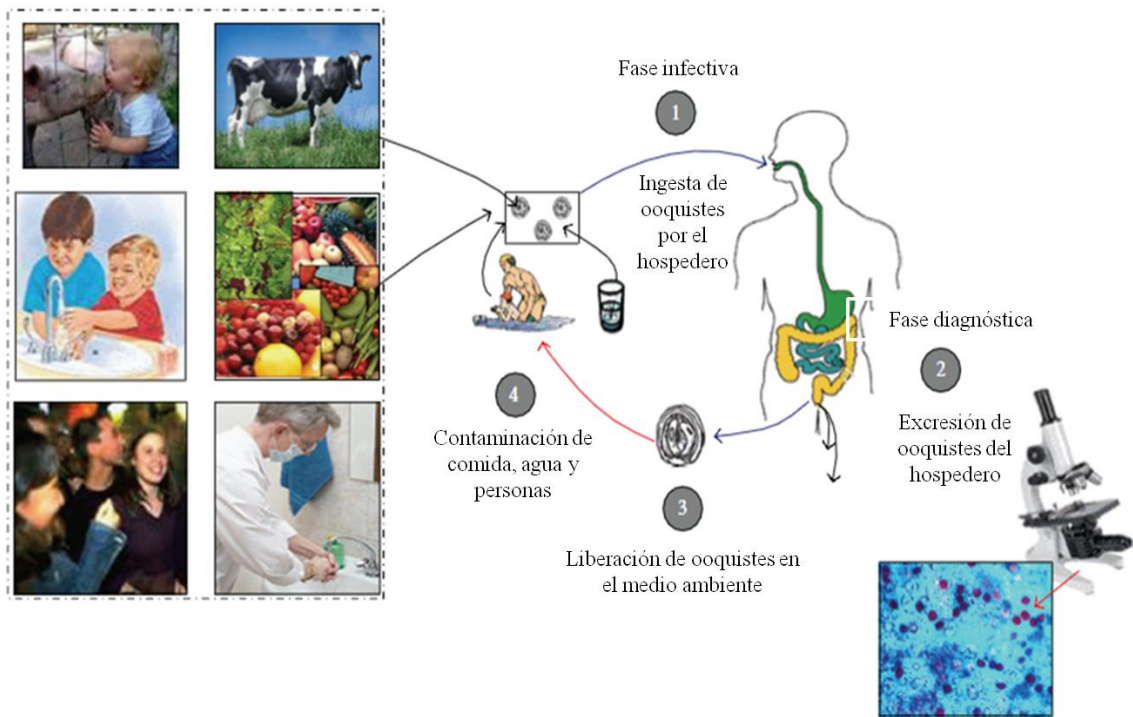 Fase infectiva
1
Ingesta de
ooquistes
por el
hospedero
Fase diagnóstica
2
Excresión de
ooquistes del
hospedero
3
Liberación de ooquistes en
el medio ambiente
4
Contaminación de
comida, agua y
personas